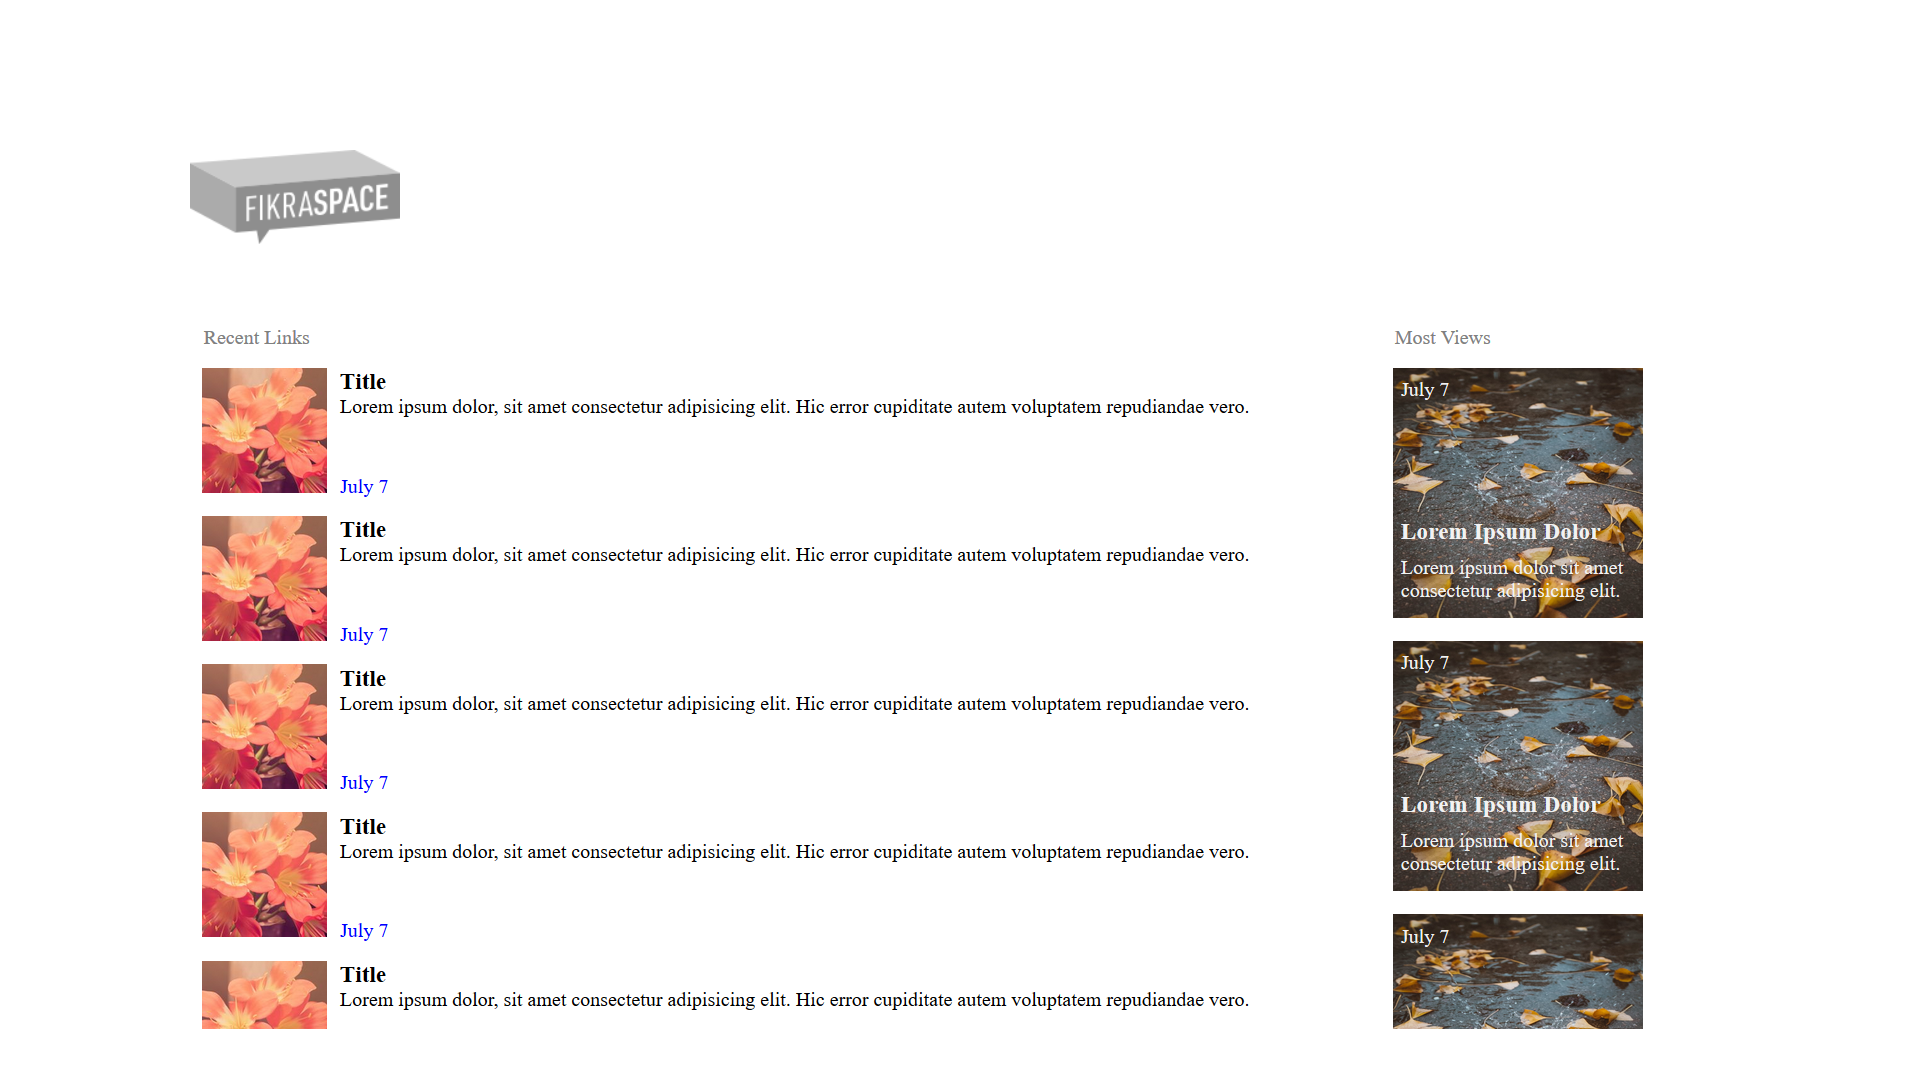 FIKRASPACE
Recent Links
Title
Lorem ipsum dolor, sit amet consectetur adipisicing elit. Hic error cupiditate autem voluptatem repudiandae vero.
July 7
Title
Lorem ipsum dolor, sit amet consectetur adipisicing elit. Hic error cupiditate autem voluptatem repudiandae vero.
July 7
Title
Lorem ipsum dolor, sit amet consectetur adipisicing elit. Hic error cupiditate autem voluptatem repudiandae vero.
July 7
Title
Lorem ipsum dolor, sit amet consectetur adipisicing elit. Hic error cupiditate autem voluptatem repudiandae vero.
July 7
Title
Lorem ipsum dolor, sit amet consectetur adipisicing elit. Hic error cupiditate autem voluptatem repudiandae vero.
Most Views
July 7
Lorem Ipsum Dolor
Lorem ipsum dolor sit amet
consectetur adipisicing elit.
July 7
Lorem Ipsum Dolor
Lorem ipsum dolor sit amet
consectetur adipisicing elit.
July 7